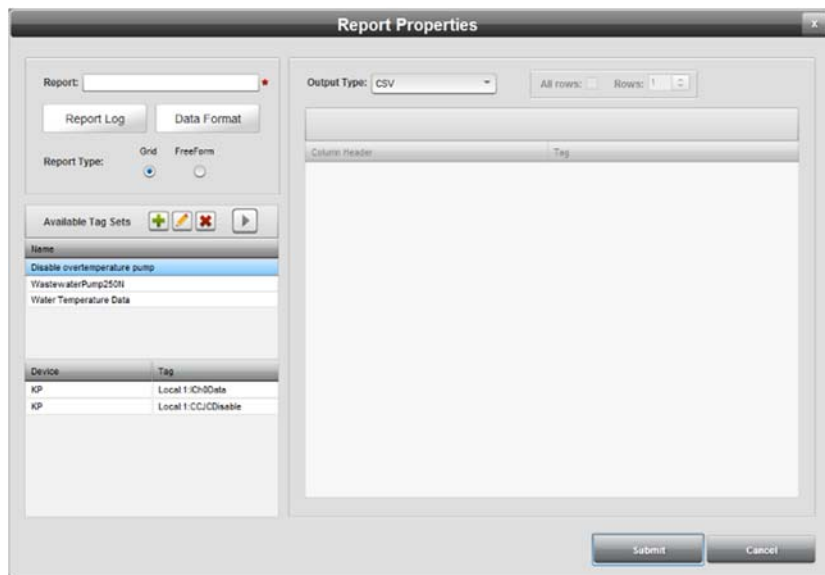 Report Properties
x
Report: *
Report Log Data Format
Grid FreeForm
Report Type:
Available Tag Sets
Name
Disable overtemperature pump
WastewaterPump250N
Water Temperature Data
Device Tag
KP Local:1:I.Ch0Data
KP Local:1:C.CJCDisable
Output Type: CSV All rows: Rows: 1
Column Header Tag
Submit Cancel